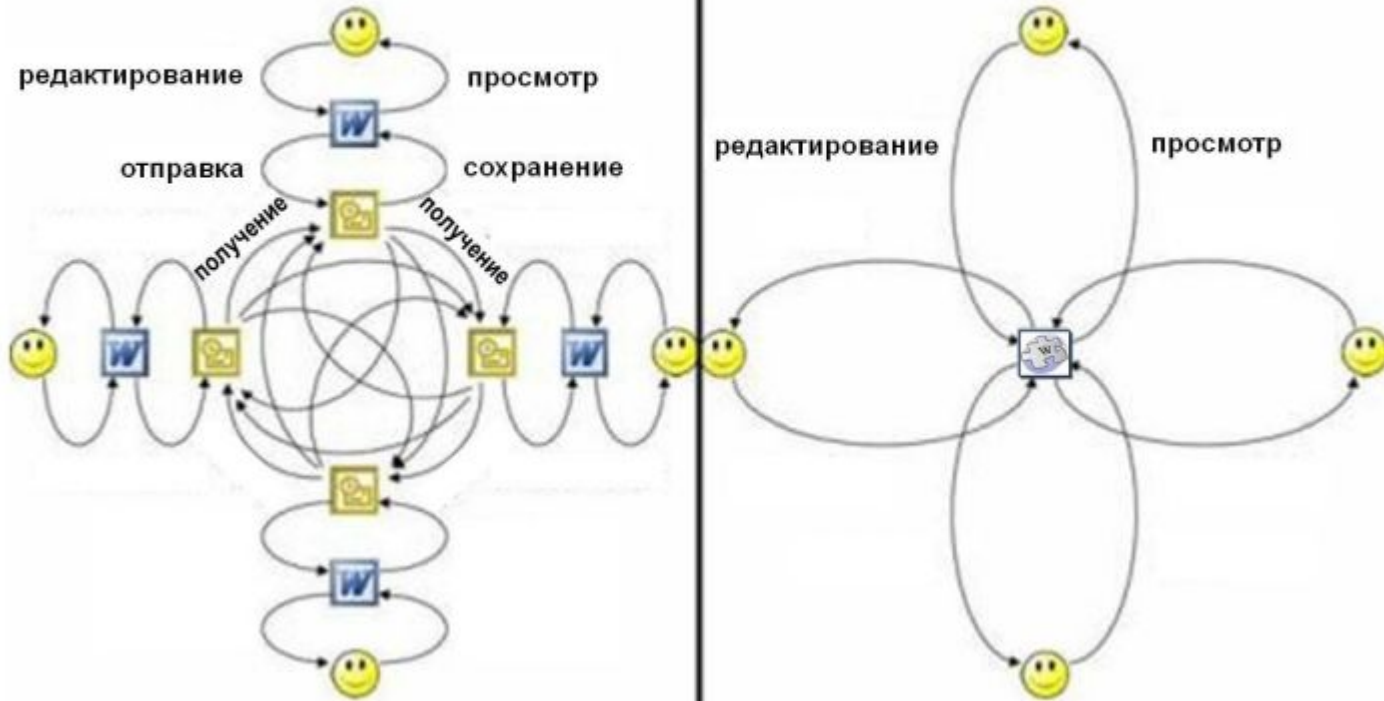 редактирование
просмотр
отправка
сохранение
получение
получение
W
W
W
W
редактирование
просмотр
W